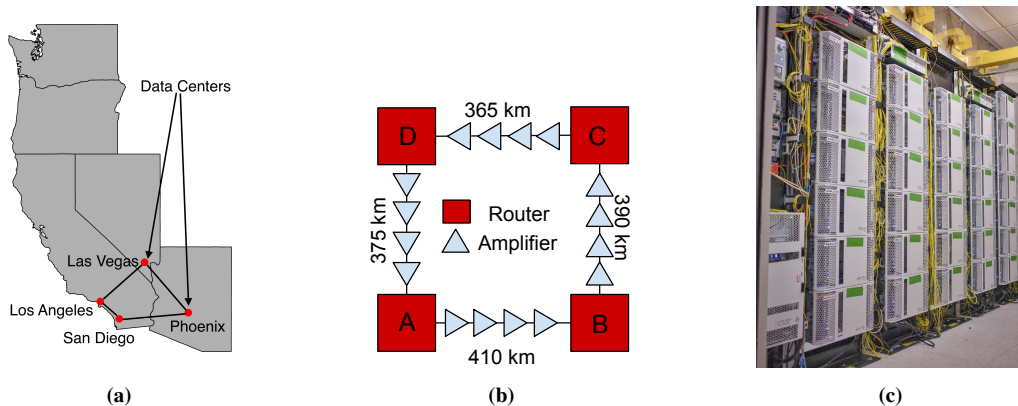 Data Centers
Las Vegas
Los Angeles
San Diego
Phoenix
(a)
365 km
D
C
375 km
Router
Amplifier
390 km
A
B
410 km
(b)
(c)